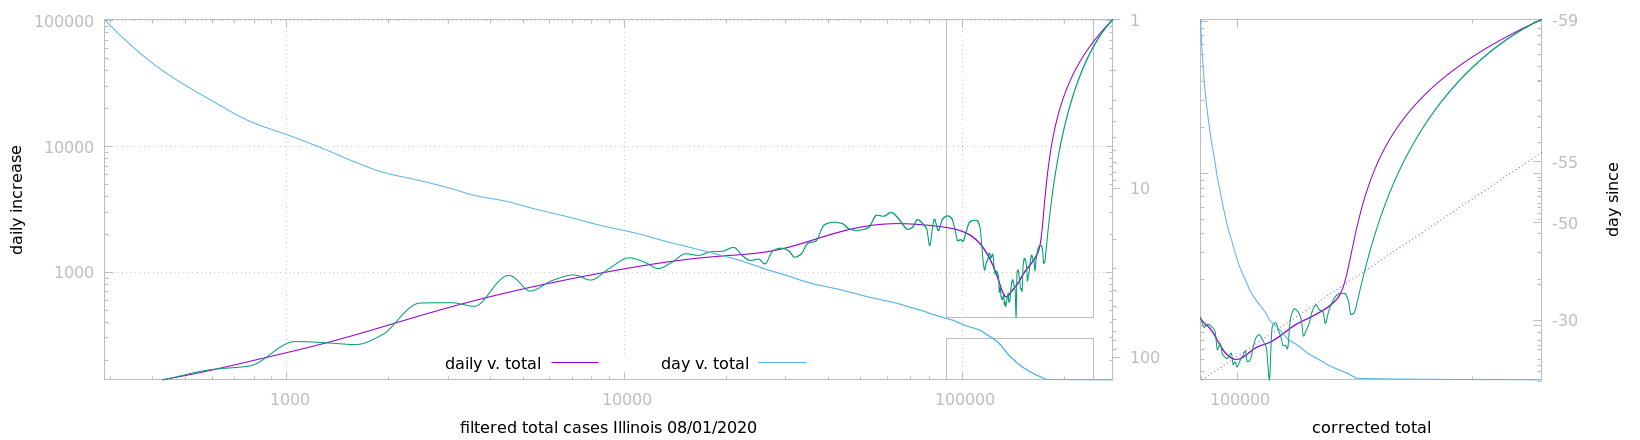 100000
10000
1000
daily increase
1
10
100
daily v. total
day v. total
1000
10000
100000
filtered total cases Illinois 08/01/2020
-59
-55
-50
-30
day since
100000
corrected total